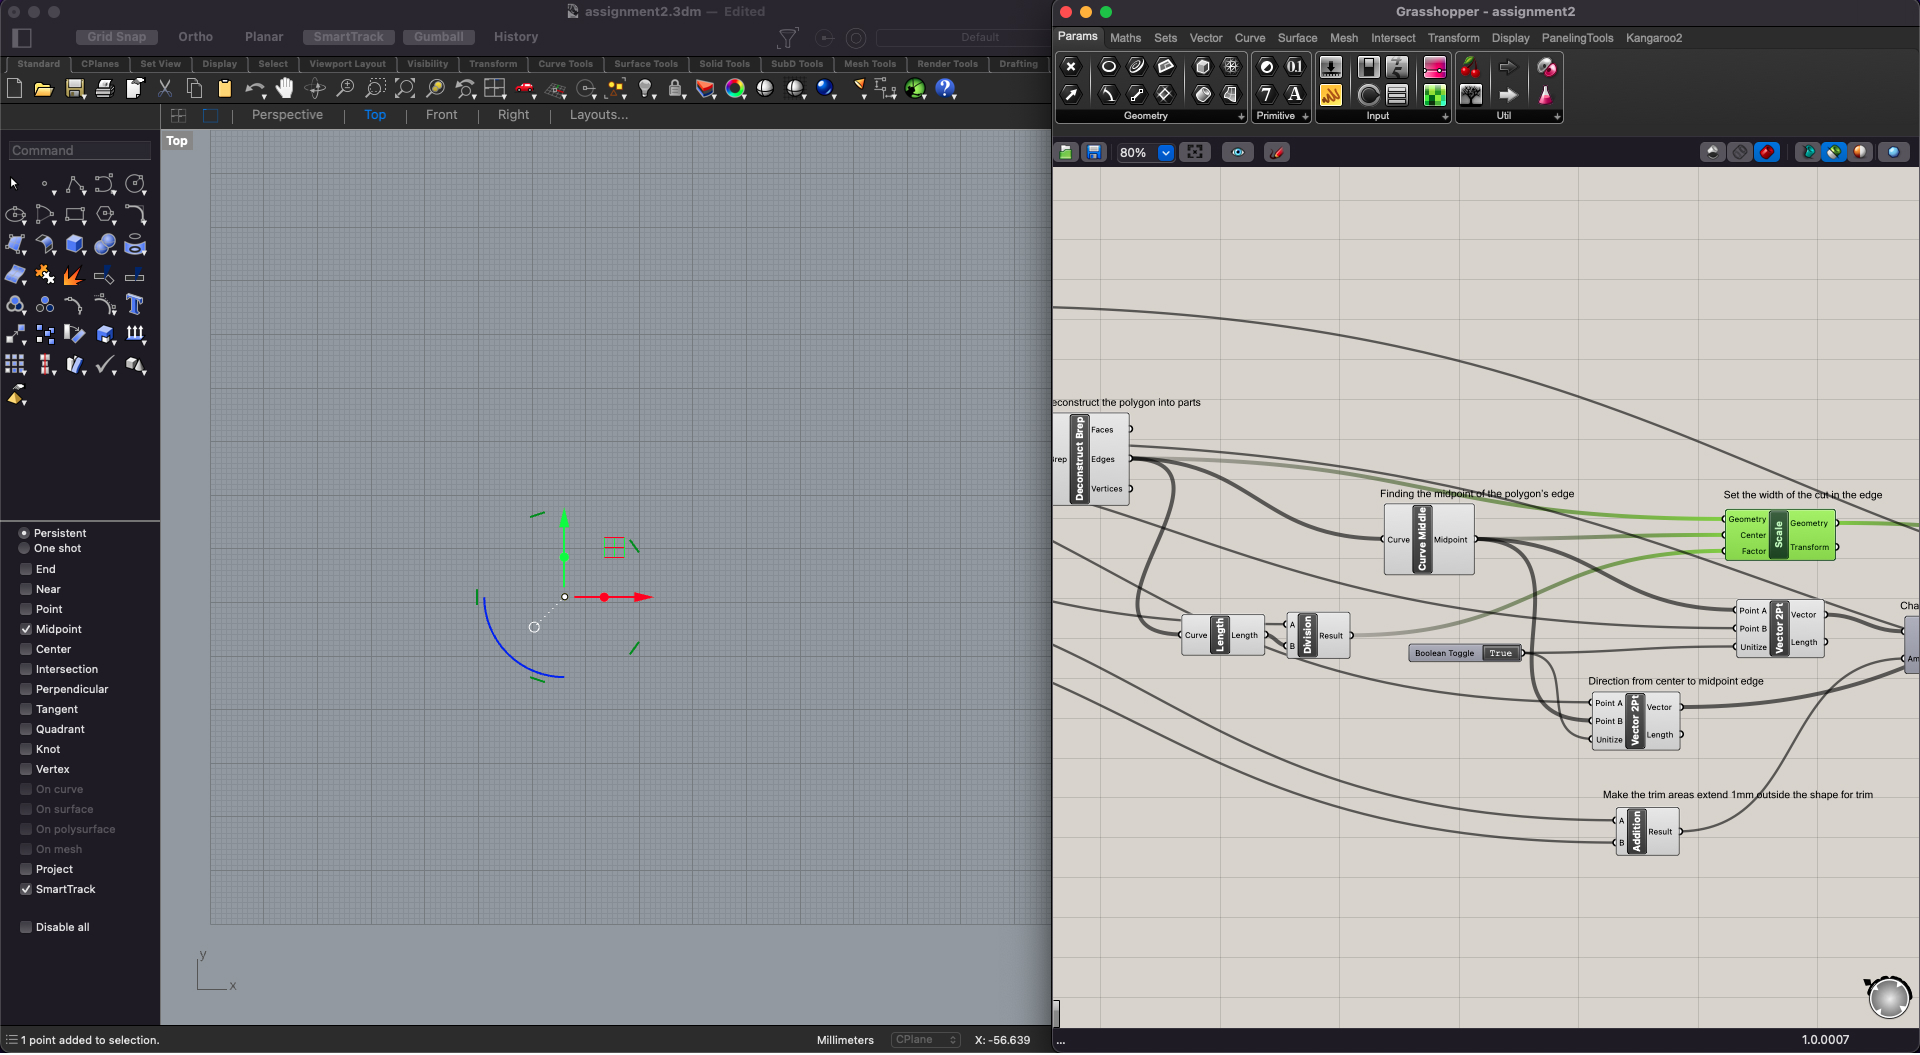 assignment2.3dm — Edited
Grid Snap Ortho Planar SmartTrack Gumball History Default
Standard CPlanes Set View Display Select Viewport Layout Visibility Transform Curve Tools Surface Tools Solid Tools SubD Tools Mesh Tools Render Tools Drafting
Perspective Top Front Right Layouts...
Top
Command
Persistent
One shot
End
Near
Point
Midpoint
Center
Intersection
Perpendicular
Tangent
Quadrant
Knot
Vertex
On curve
On surface
On polysurface
On mesh
Project
SmartTrack
Disable all
y
x
1 point added to selection.
Millimeters CPlane X: -56.639
Grasshopper - assignment2
Params Maths Sets Vector Curve Surface Mesh Intersect Transform Display PanelingTools Kangaroo2
Geometry Primitive Input Util
80%
econstruct the polygon into parts
rep
Deconstruct Brep
Faces
Edges
Vertices
Finding the midpoint of the polygon's edge
Curve
Curve Middle
Midpoint
Set the width of the cut in the edge
Geometry
Center
Factor
Scale
Geometry
Transform
Curve
Length
Length
A
B
Division
Result
Boolean Toggle True
Point A
Point B
Unitize
Vector 2Pt
Vector
Length
Cha
Am
Direction from center to midpoint edge
Point A
Point B
Unitize
Vector 2Pt
Vector
Length
Make the trim areas extend 1mm outside the shape for trim
A
B
Addition
Result
...
1.0.0007